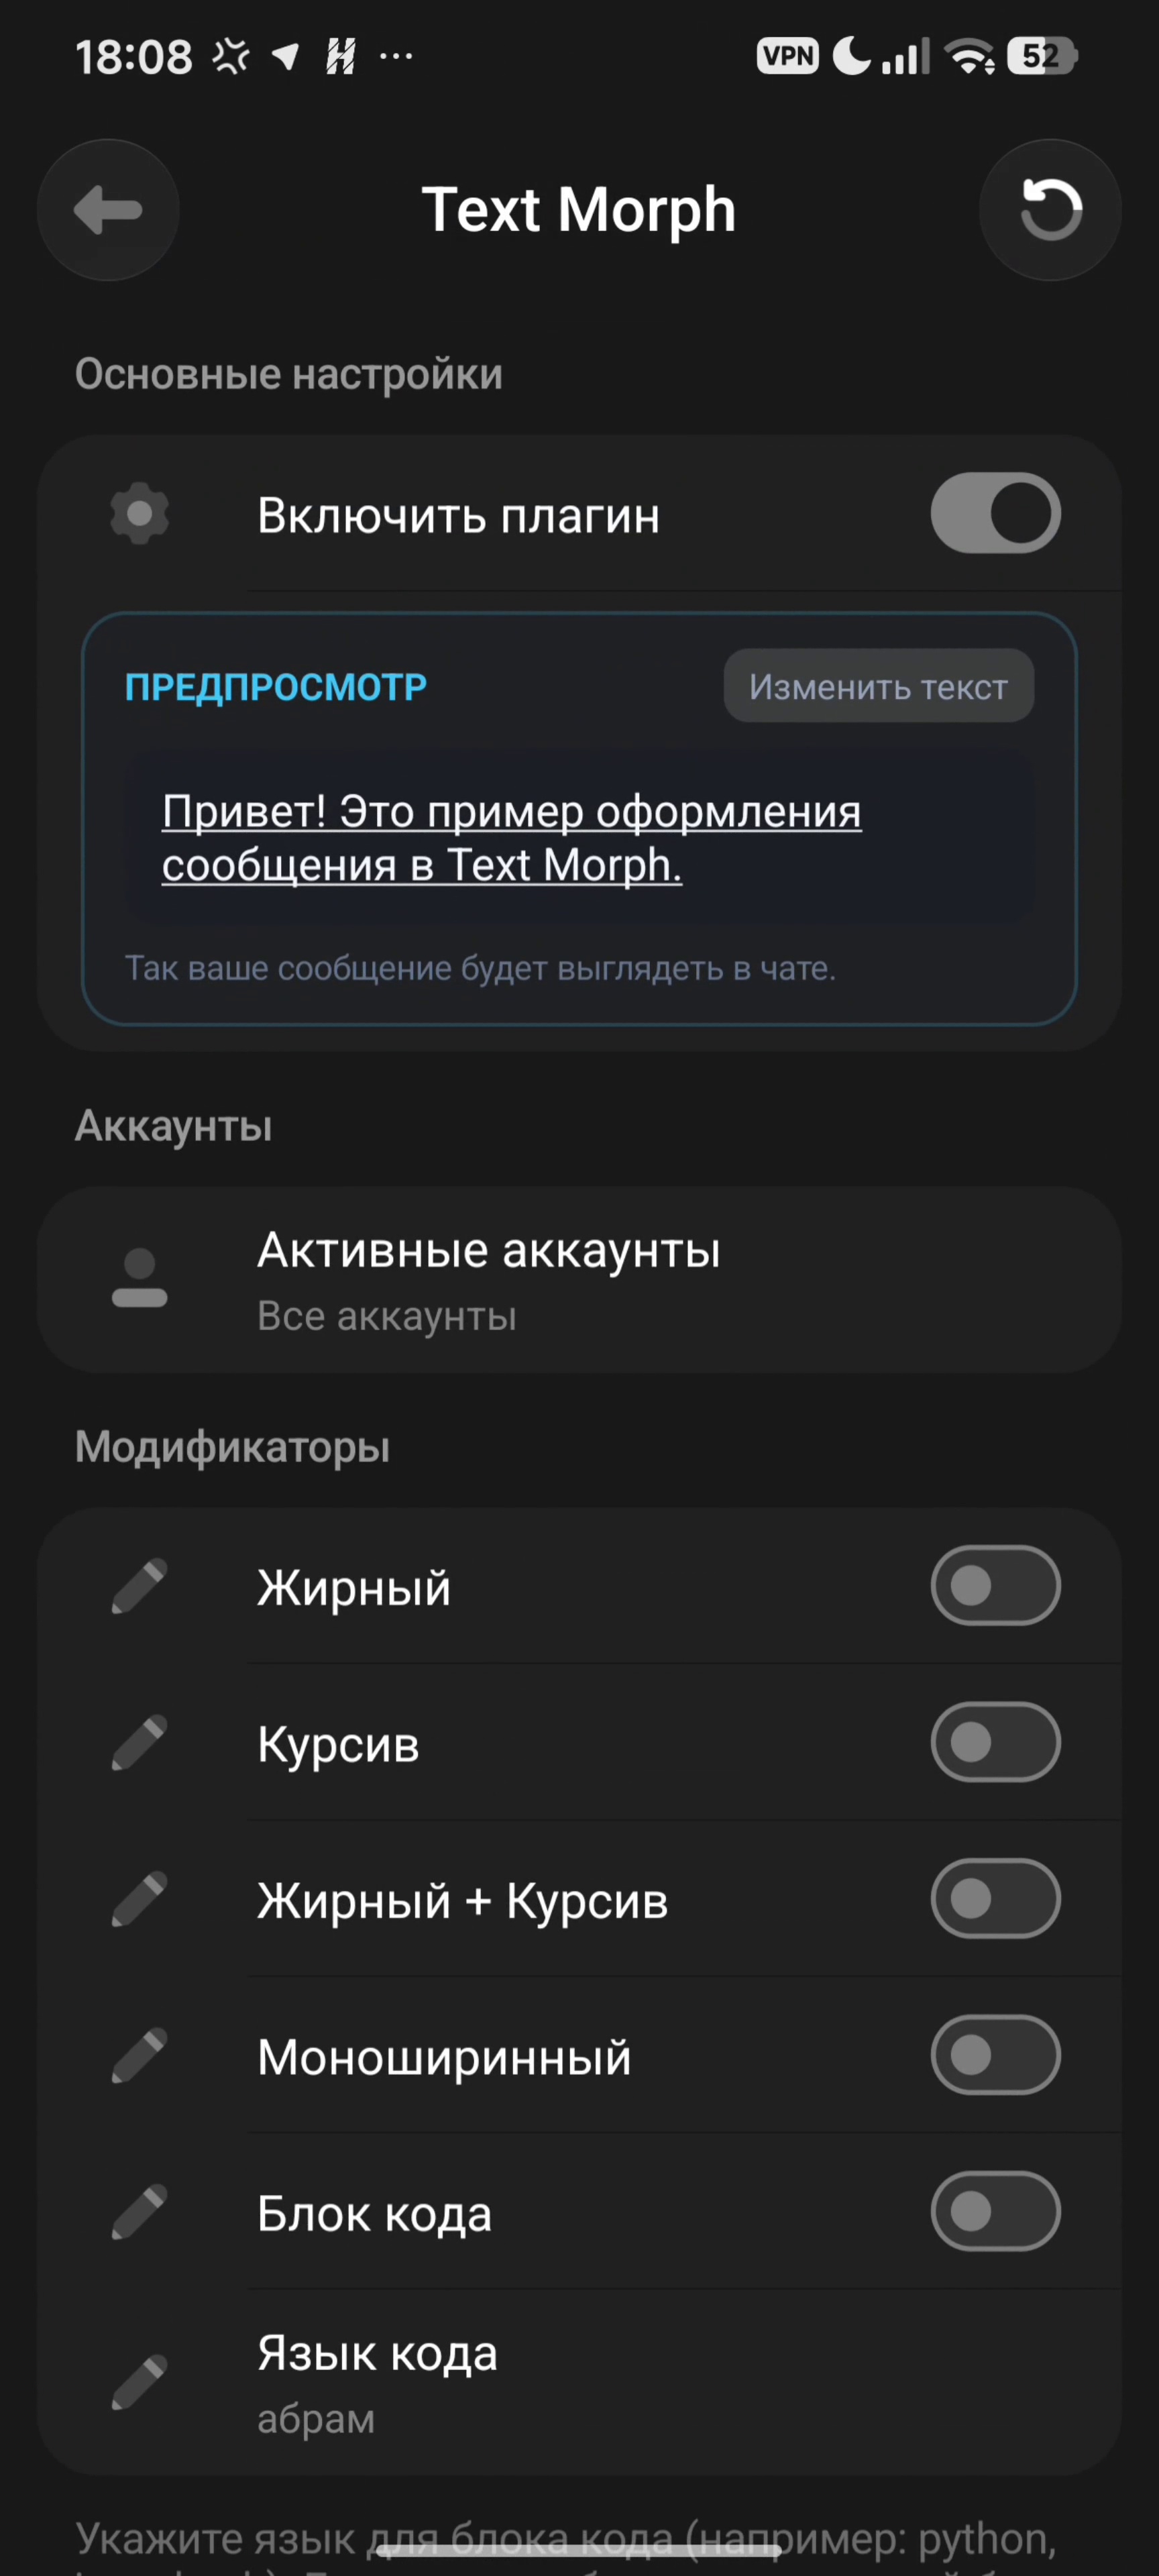 18:08
VPN
52
Text Morph
Основные настройки
Включить плагин
ПРЕДПРОСМОТР
Изменить текст
Привет! Это пример оформления
сообщения в Text Morph.
Так ваше сообщение будет выглядеть в чате.
Аккаунты
Активные аккаунты
Все аккаунты
Модификаторы
Жирный
Курсив
Жирный + Курсив
Моноширинный
Блок кода
Язык кода
абрам
Укажите язык для блока кода (например: python,